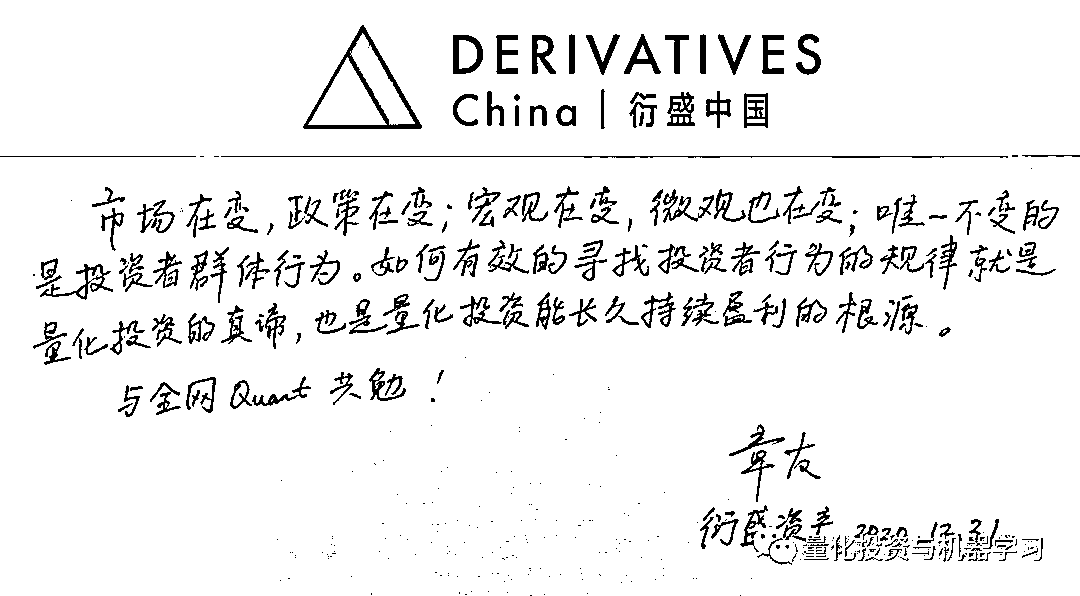 DERIVATIVES
China | 衍盛中国
市场在变，政策在变；宏观在变，微观也在变；唯一不变的
是投资者群体行为。如何有效的寻找投资者行为的规律就是
量化投资的真谛，也是量化投资能长久持续盈利的根源。
与全网Quant共勉！
章友
衍盛资产 2020.12.31
量化投资与机器学习